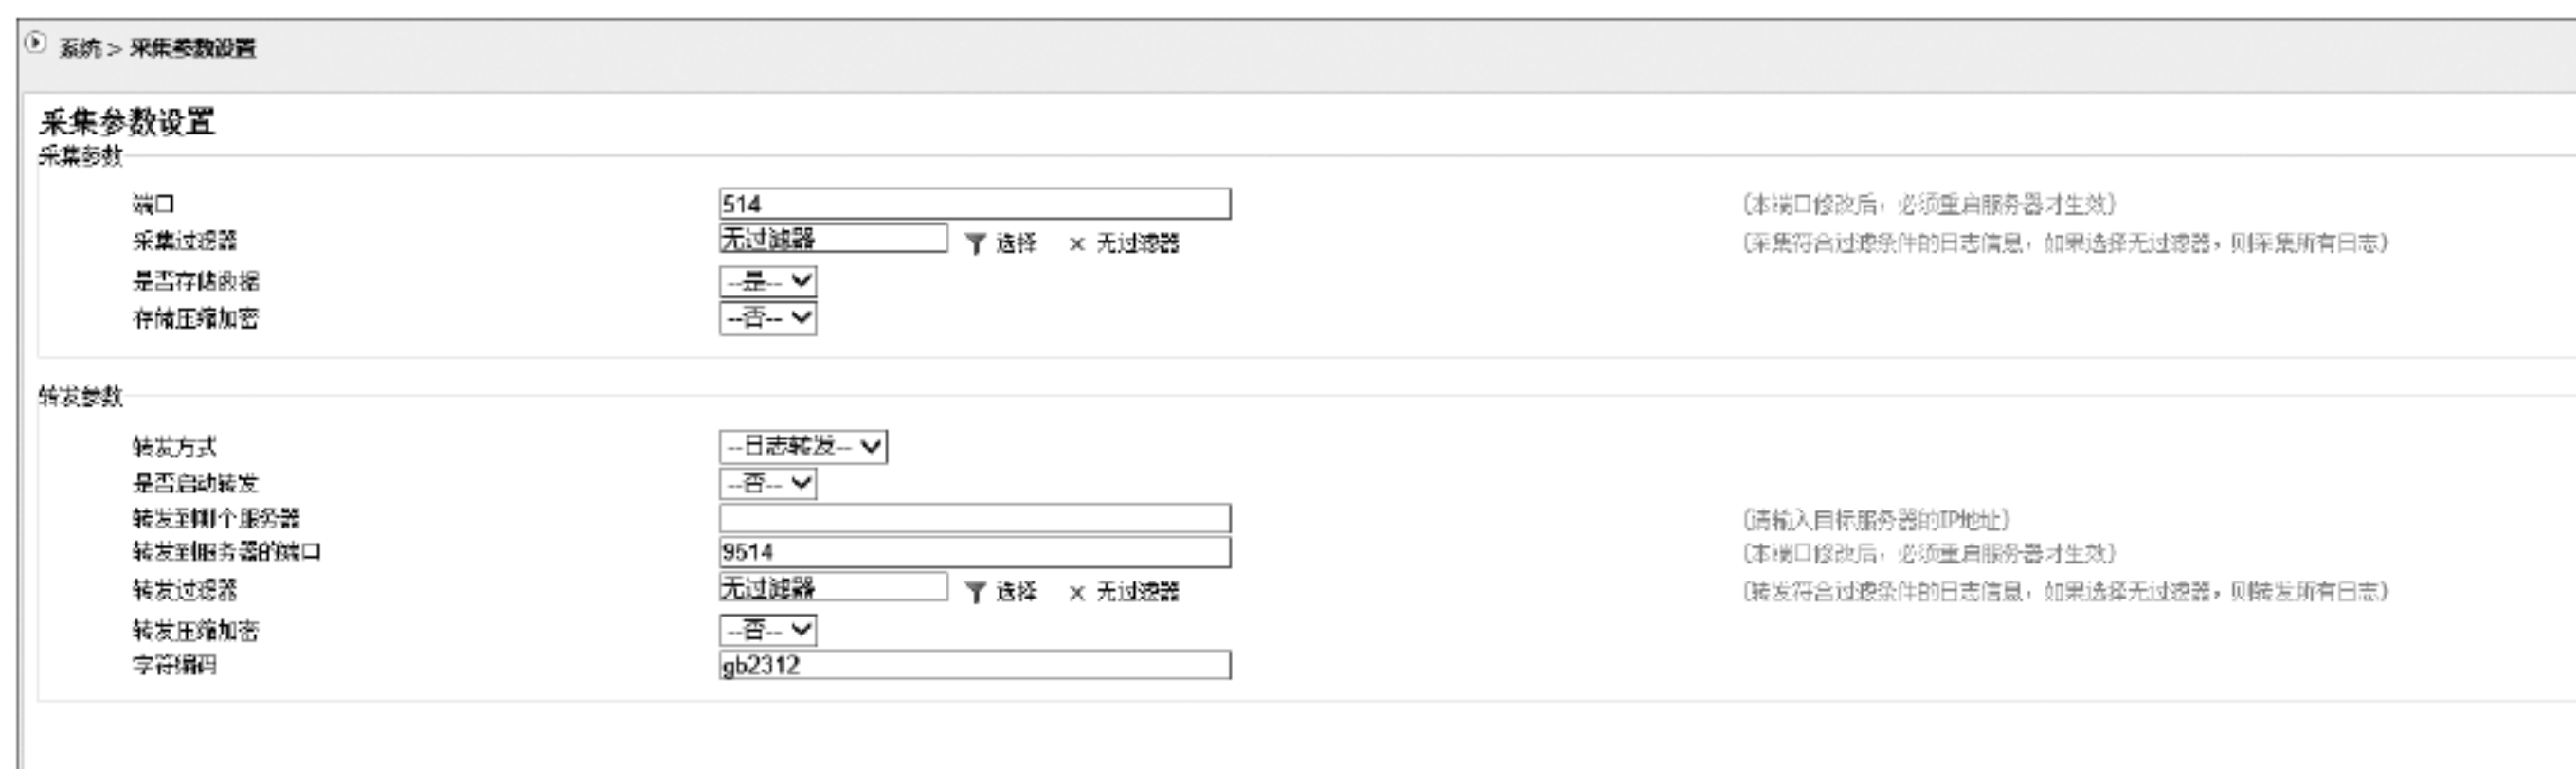 系统 > 采集参数设置
采集参数设置
采集参数
端口 514 (本端口修改后，必须重启服务器才生效)
采集过滤器 无过滤器 选择 × 无过滤器 (采集符合过滤条件的日志信息，如果选择无过滤器，则采集所有日志)
是否存储数据 --是--
存储压缩加密 --否--
转发参数
转发方式 --日志转发--
是否启动转发 --否--
转发到哪个服务器 (请输入目标服务器的IP地址)
转发到服务器的端口 9514 (本端口修改后，必须重启服务器才生效)
转发过滤器 无过滤器 选择 × 无过滤器 (转发符合过滤条件的日志信息，如果选择无过滤器，则转发所有日志)
转发压缩加密 --否--
字符编码 gb2312